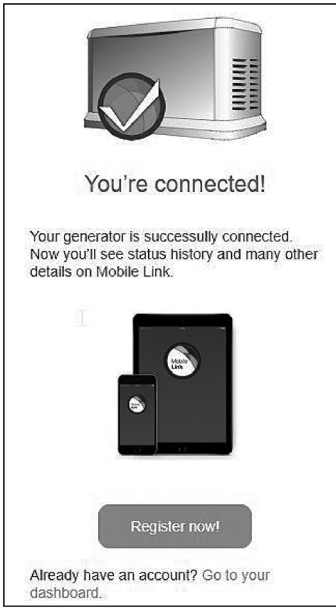 You're connected!
Your generator is successully connected.
Now you'll see status history and many other
details on Mobile Link.
Mobile
Link
Register now!
Already have an account? Go to your
dashboard.